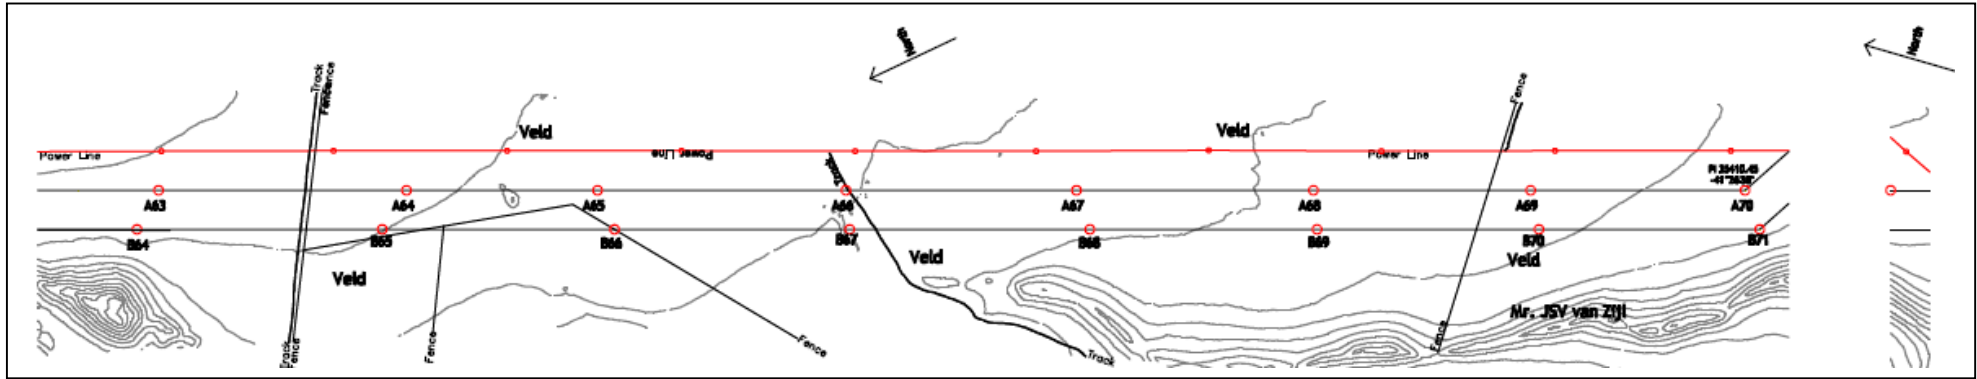 North
North
Track
Fence
Fence
Veld
Veld
Power Line
Power Line
Power Line
Track
A63
A64
A65
A66
A67
A68
A69
A70
B64
B65
B66
B67
B68
B69
B70
B71
Veld
Veld
Veld
Mr. JSV van Zijl
Track
Fence
Fence
Fence
Track
Fence